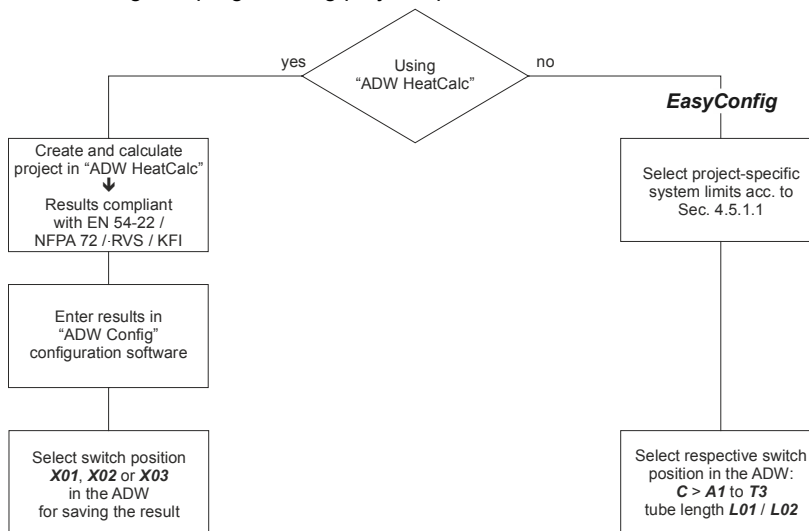 Using
"ADW HeatCalc"
yes
no
EasyConfig
Create and calculate
project in "ADW HeatCalc"
🡻
Results compliant
with EN 54-22 /
NFPA 72 /·RVS / KFI
Enter results in
"ADW Config"
configuration software
Select switch position
X01, X02 or X03
in the ADW
for saving the result
Select project-specific
system limits acc. to
Sec. 4.5.1.1
Select respective switch
position in the ADW:
C > A1 to T3
tube length L01 / L02